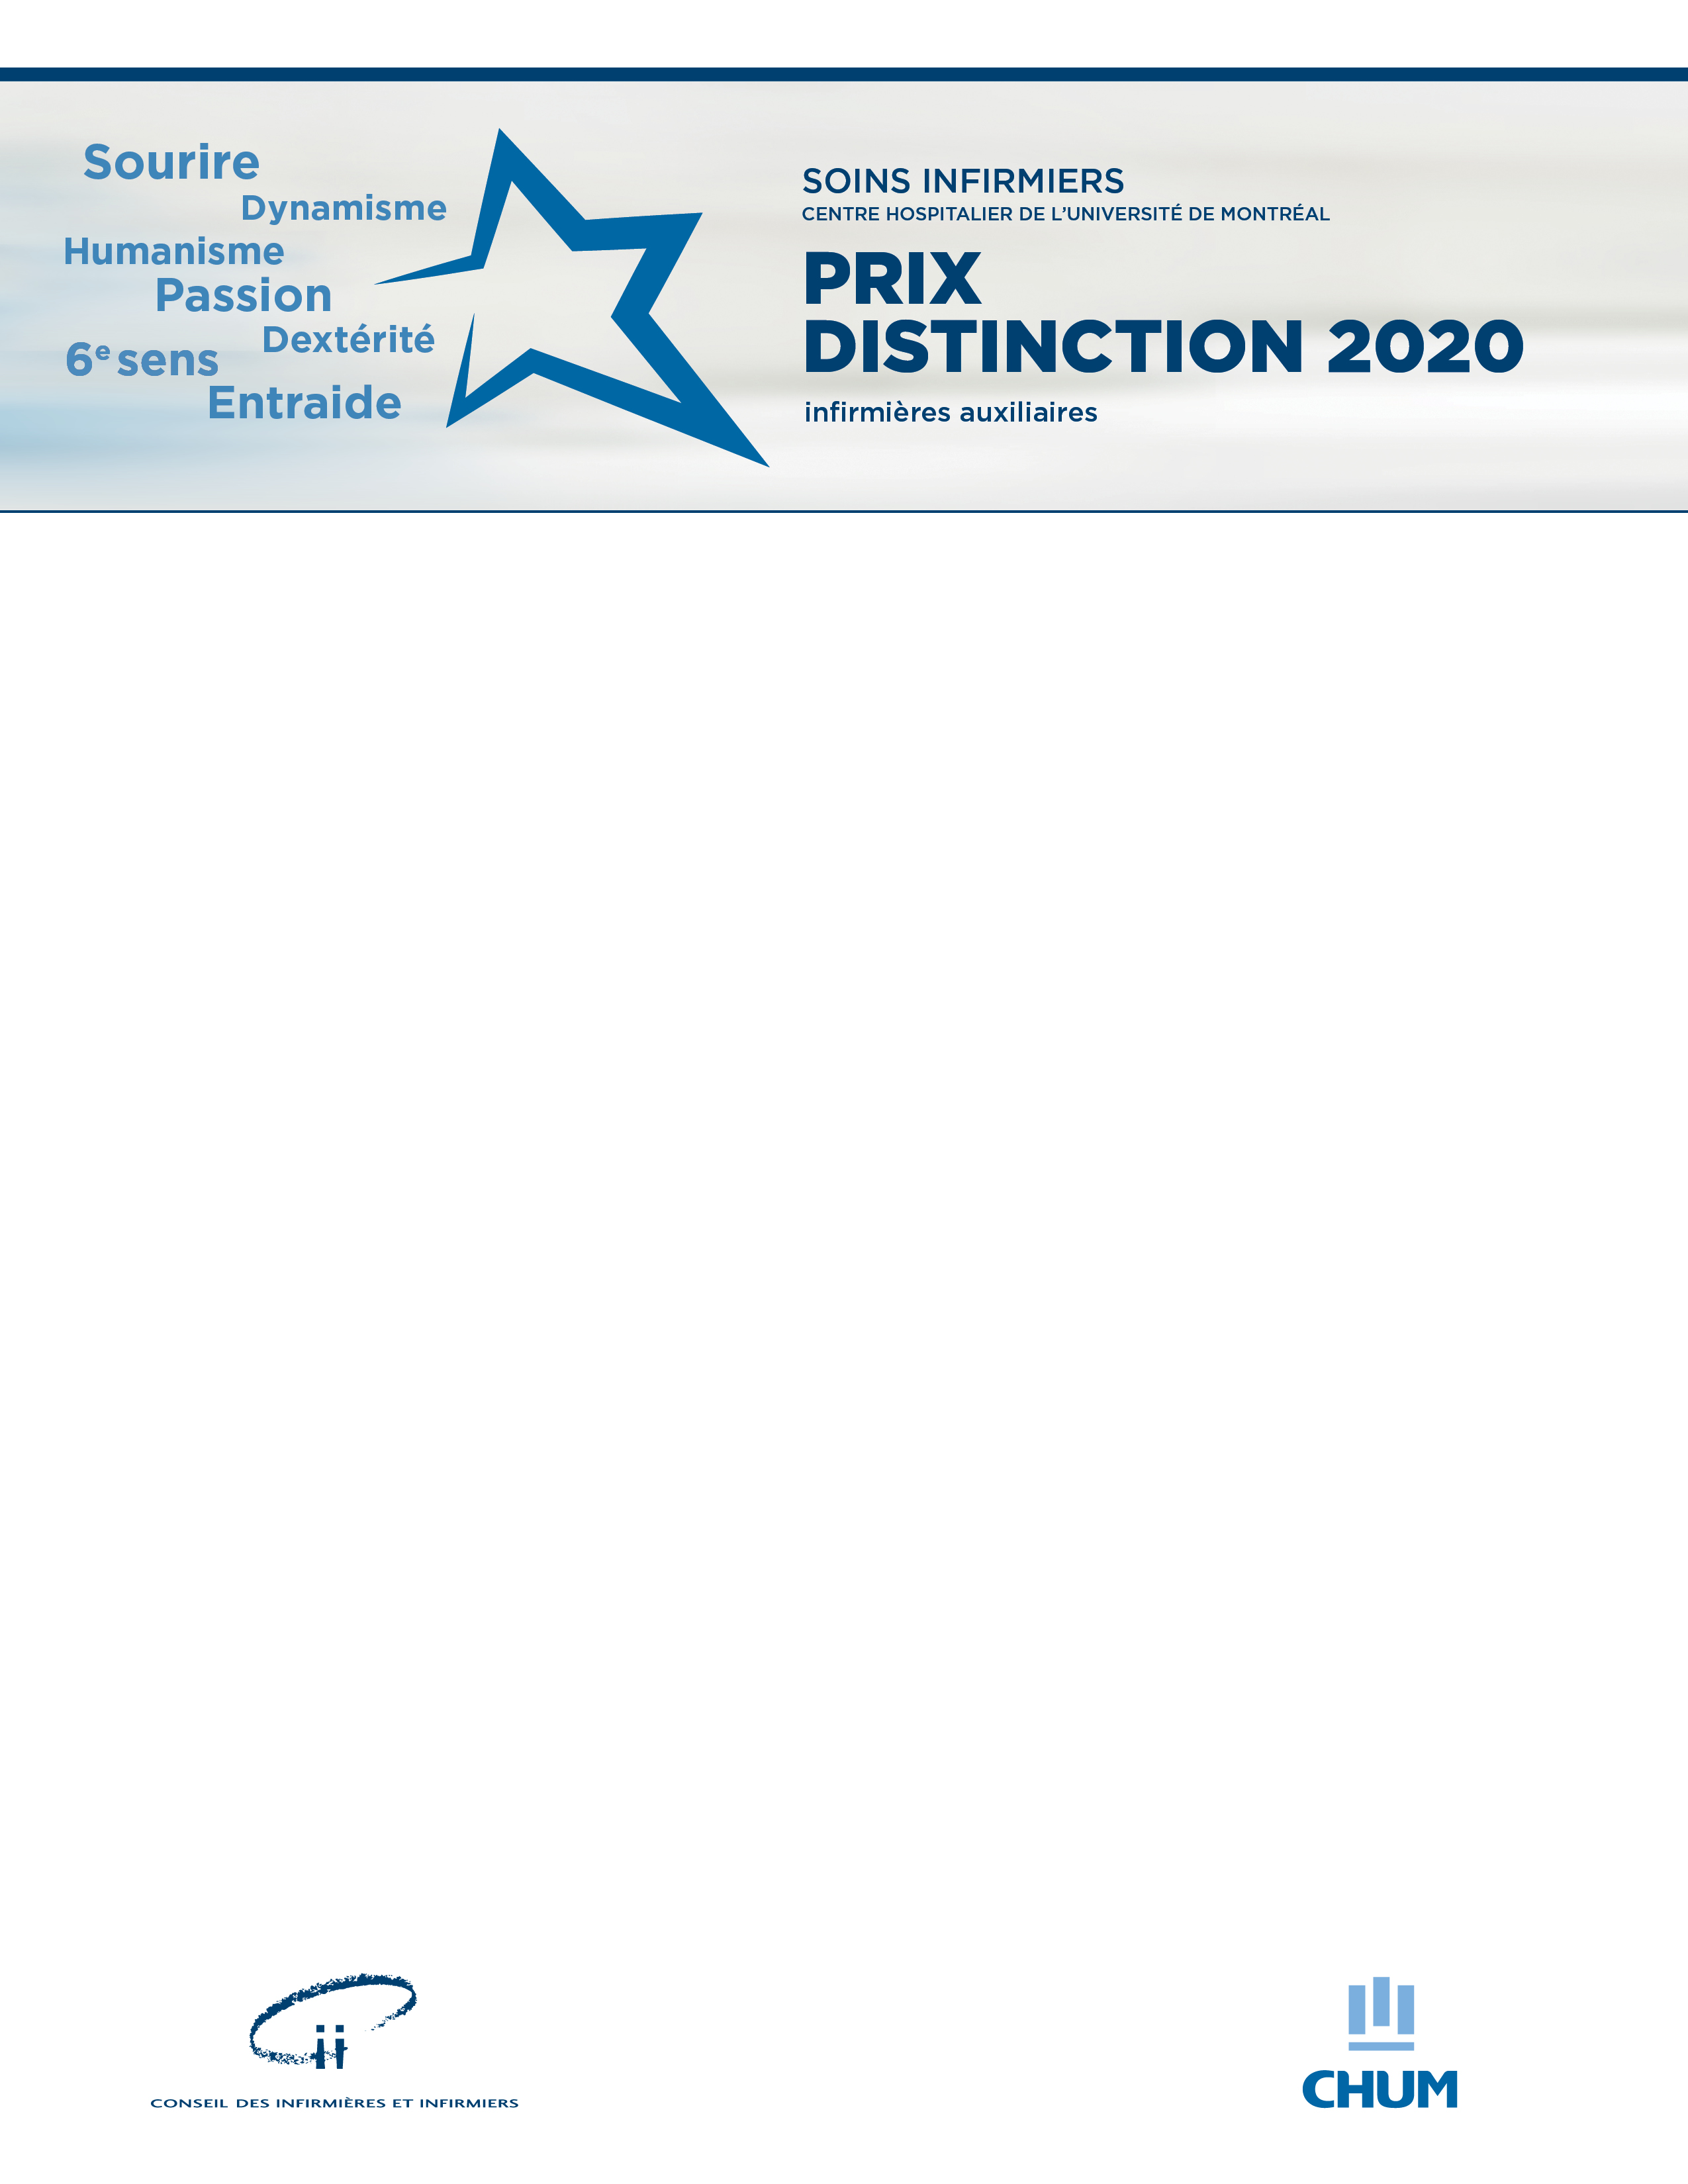 Sourire
Dynamisme
Humanisme
Passion
Dextérité
6e sens
Entraide
SOINS INFIRMIERS
CENTRE HOSPITALIER DE L’UNIVERSITÉ DE MONTRÉAL
PRIX
DISTINCTION 2020
infirmières auxiliaires
cii
CONSEIL DES INFIRMIÈRES ET INFIRMIERS
CHUM